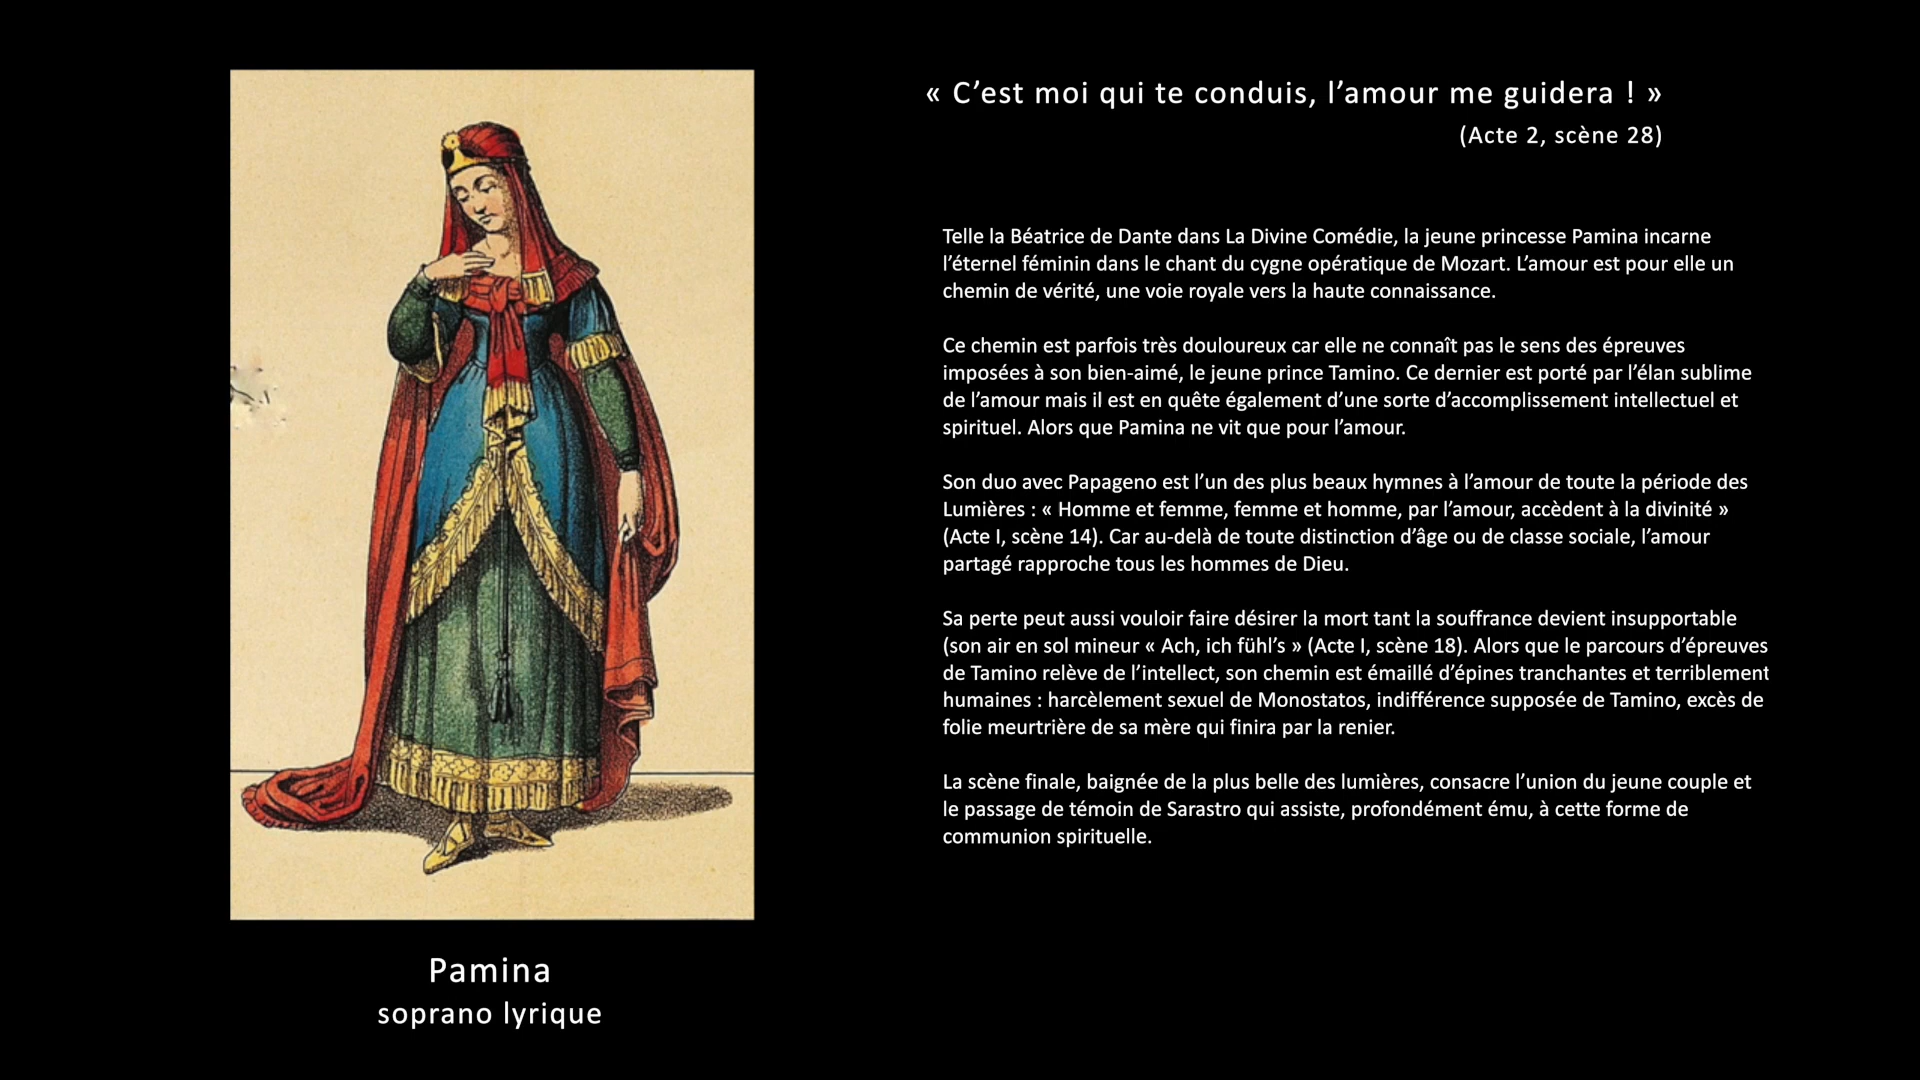 « C’est moi qui te conduis, l’amour me guidera ! »
(Acte 2, scène 28)
Telle la Béatrice de Dante dans La Divine Comédie, la jeune princesse Pamina incarne
l’éternel féminin dans le chant du cygne opératique de Mozart. L’amour est pour elle un
chemin de vérité, une voie royale vers la haute connaissance.
Ce chemin est parfois très douloureux car elle ne connaît pas le sens des épreuves
imposées à son bien-aimé, le jeune prince Tamino. Ce dernier est porté par l’élan sublime
de l’amour mais il est en quête également d’une sorte d’accomplissement intellectuel et
spirituel. Alors que Pamina ne vit que pour l’amour.
Son duo avec Papageno est l’un des plus beaux hymnes à l’amour de toute la période des
Lumières : « Homme et femme, femme et homme, par l’amour, accèdent à la divinité »
(Acte I, scène 14). Car au-delà de toute distinction d’âge ou de classe sociale, l’amour
partagé rapproche tous les hommes de Dieu.
Sa perte peut aussi vouloir faire désirer la mort tant la souffrance devient insupportable
(son air en sol mineur « Ach, ich fühl’s » (Acte I, scène 18). Alors que le parcours d’épreuves
de Tamino relève de l’intellect, son chemin est émaillé d’épines tranchantes et terriblement
humaines : harcèlement sexuel de Monostatos, indifférence supposée de Tamino, excès de
folie meurtrière de sa mère qui finira par la renier.
La scène finale, baignée de la plus belle des lumières, consacre l’union du jeune couple et
le passage de témoin de Sarastro qui assiste, profondément ému, à cette forme de
communion spirituelle.
Pamina
soprano lyrique